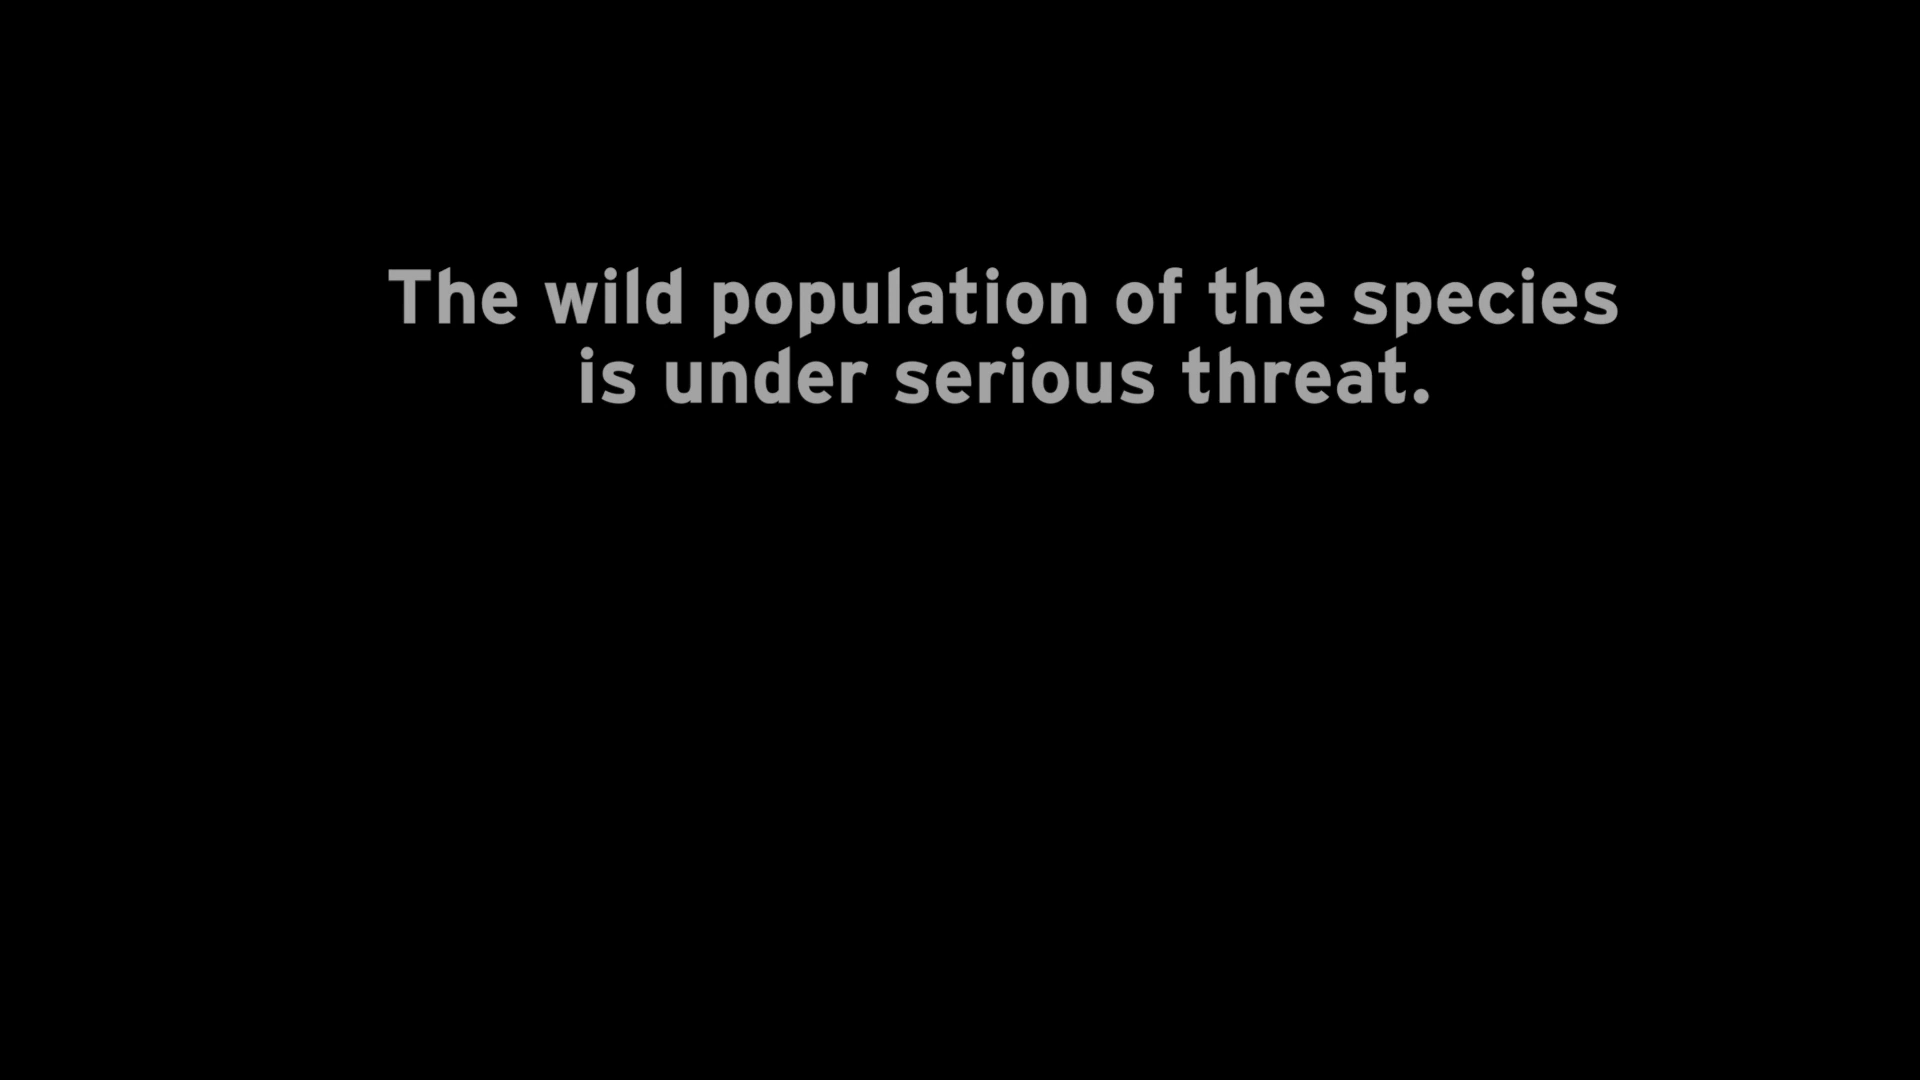 The wild population of the species
is under serious threat.